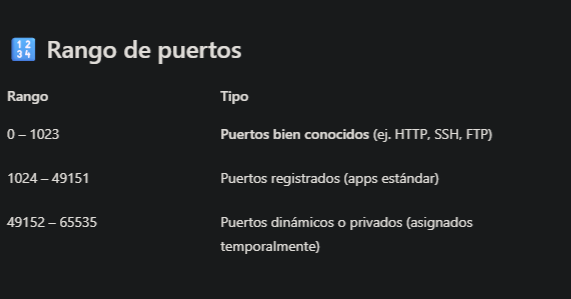 🔢 Rango de puertos
Rango Tipo
0 – 1023 Puertos bien conocidos (ej. HTTP, SSH, FTP)
1024 – 49151 Puertos registrados (apps estándar)
49152 – 65535 Puertos dinámicos o privados (asignados
temporalmente)